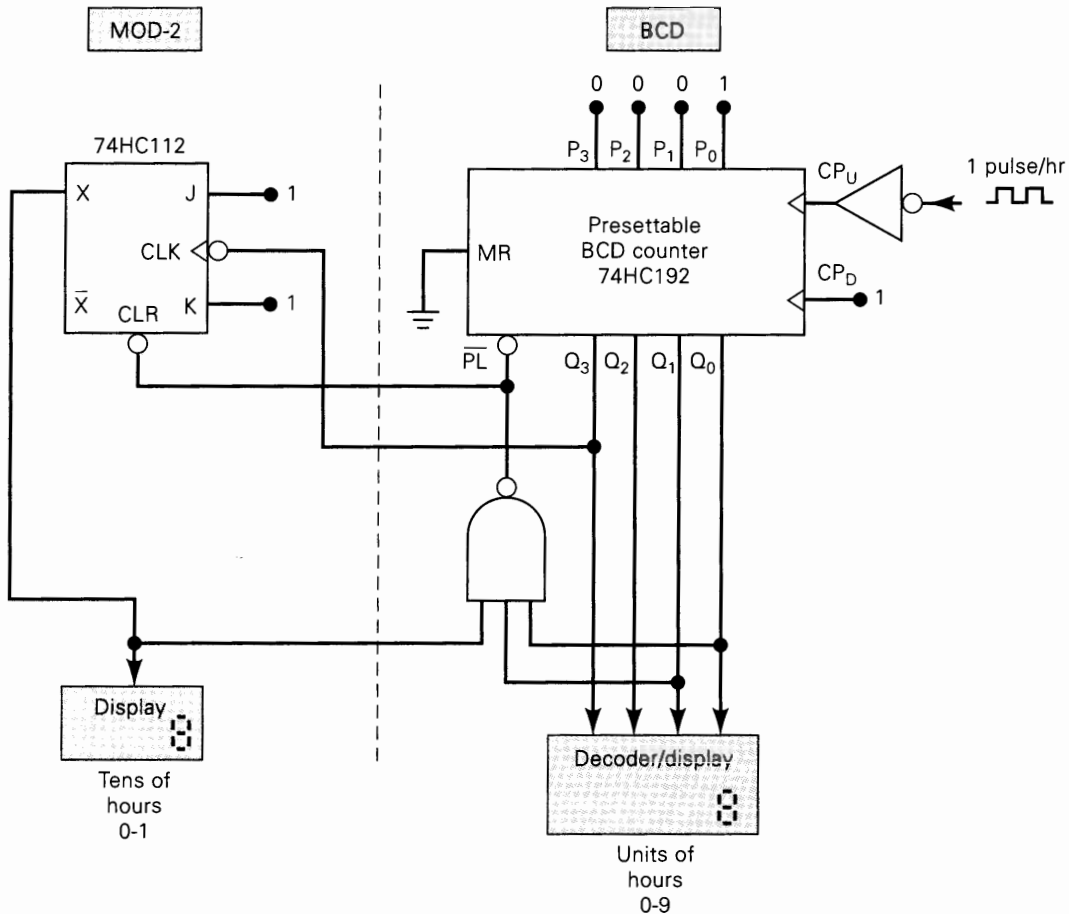 MOD-2
BCD
0 0 0 1
74HC112
P₃ P₂ P₁ P₀
X
J
1
CLK
X̅
K
1
CLR
CPᵤ
1 pulse/hr
Presettable
BCD counter
74HC192
MR
CP_D
1
P̅L̅
Q₃ Q₂ Q₁ Q₀
Display
8
Tens of
hours
0-1
Decoder/display
8
Units of
hours
0-9